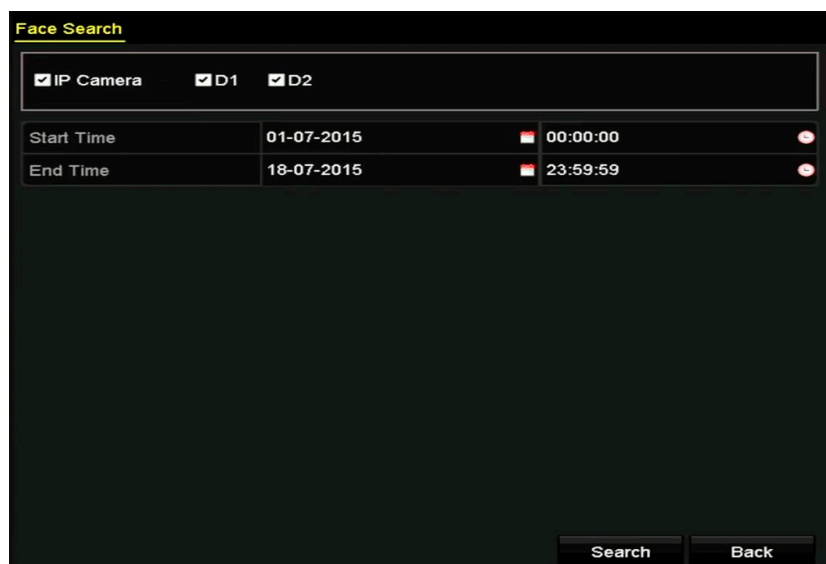 Face Search
IP Camera D1 D2
Start Time 01-07-2015 00:00:00
End Time 18-07-2015 23:59:59
Search Back